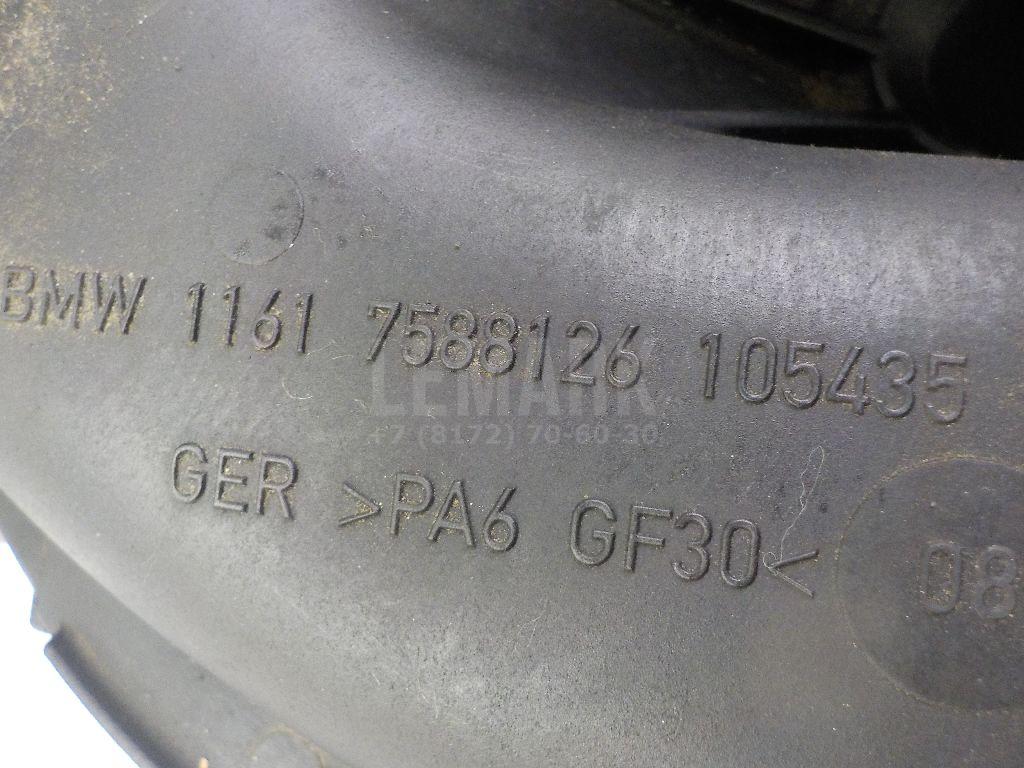 BMW 1161 7588126 105435
LEMARK
+7 (8172) 70-60-30
GER >PA6 GF30<
08